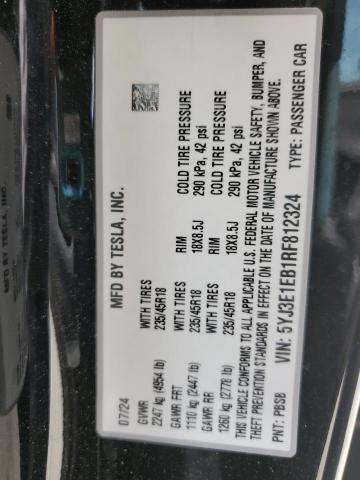 MFD BY TESLA, INC.
07/24
GVWR WITH TIRES RIM COLD TIRE PRESSURE
2247 kg (4954 lb) 235/45R18 18X8.5J 290 kPa, 42 psi
GAWR FRT WITH TIRES RIM COLD TIRE PRESSURE
1110 kg (2447 lb) 235/45R18 18X8.5J 290 kPa, 42 psi
GAWR RR
1260 kg (2778 lb) 235/45R18
THIS VEHICLE CONFORMS TO ALL APPLICABLE U.S. FEDERAL MOTOR VEHICLE SAFETY, BUMPER, AND
STANDARDS IN EFFECT ON THE DATE OF MANUFACTURE SHOWN ABOVE.
PNT: PBSB VIN: 5YJ3E1EB1RF812324 TYPE: PASSENGER CAR
MFD BY TESLA, INC.